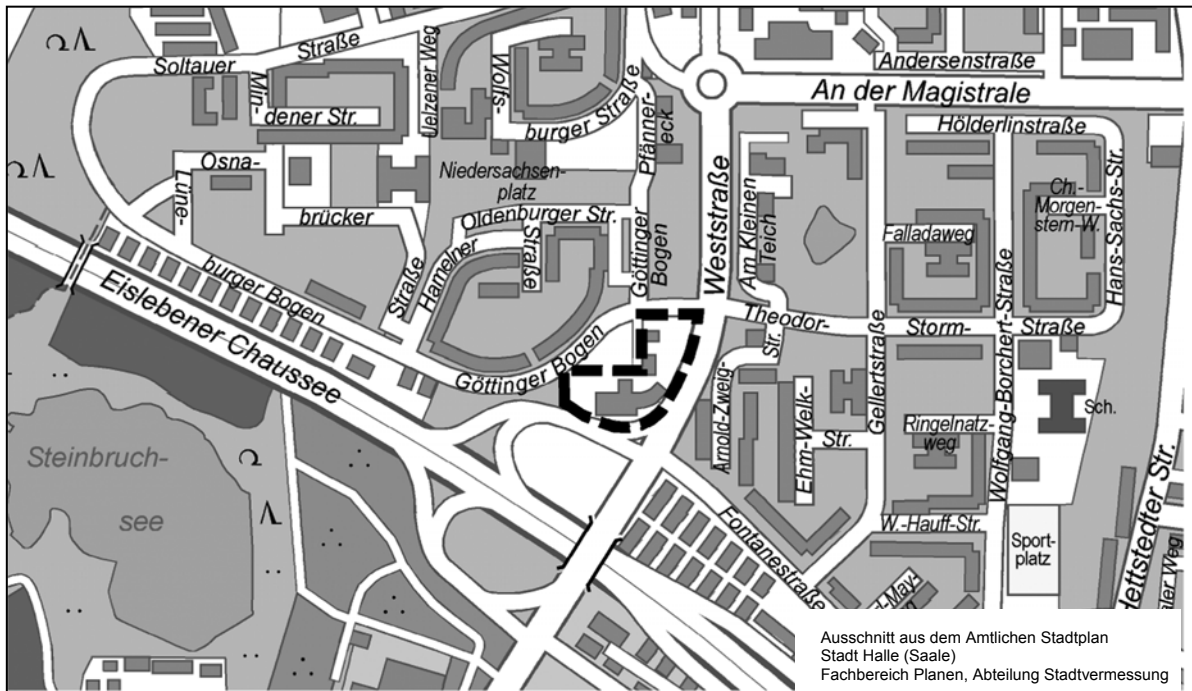 Soltauer Straße
Min-
dener Str.
Uelzener Weg
Wolfs-
burger Straße
Pfänner-
eck
Andersenstraße
An der Magistrale
Hölderlinstraße
Ch.-
Morgen-
stern-W.
Hans-Sachs-Str.
Osna-
brücker
Straße
Lüne-
burger Bogen
Niedersachsen-
platz
Oldenburger Str.
Hamelner
Straße
Göttinger
Bogen
Weststraße
Am Kleinen
Teich
Falladaweg
Eislebener Chaussee
Göttinger Bogen
Theodor-
Storm-
Straße
Arnold-Zweig-
Str.
Ehm-Welk-
Str.
Gellertstraße
Wolfgang-Borchert-Straße
Ringelnatz-
weg
Sch.
Steinbruch-
see
Fontanestraße
W.-Hauff-Str.
Sport-
platz
Hettstedter Str.
Ausschnitt aus dem Amtlichen Stadtplan
Stadt Halle (Saale)
Fachbereich Planen, Abteilung Stadtvermessung